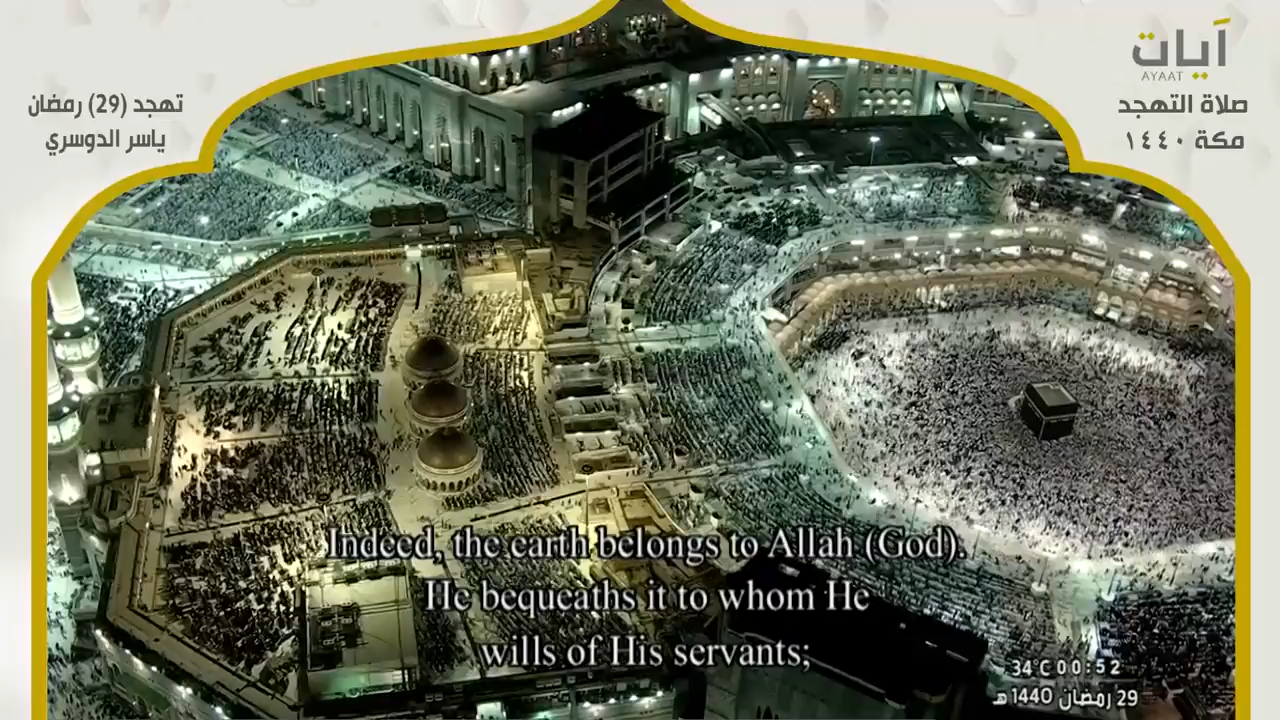 آيات
AYAAT
صلاة التهجد
مكة ١٤٤٠
تهجد (29) رمضان
ياسر الدوسري
Indeed, the earth belongs to Allah (God).
He bequeaths it to whom He
wills of His servants;
34 C 00:52
29 رمضان 1440 هـ